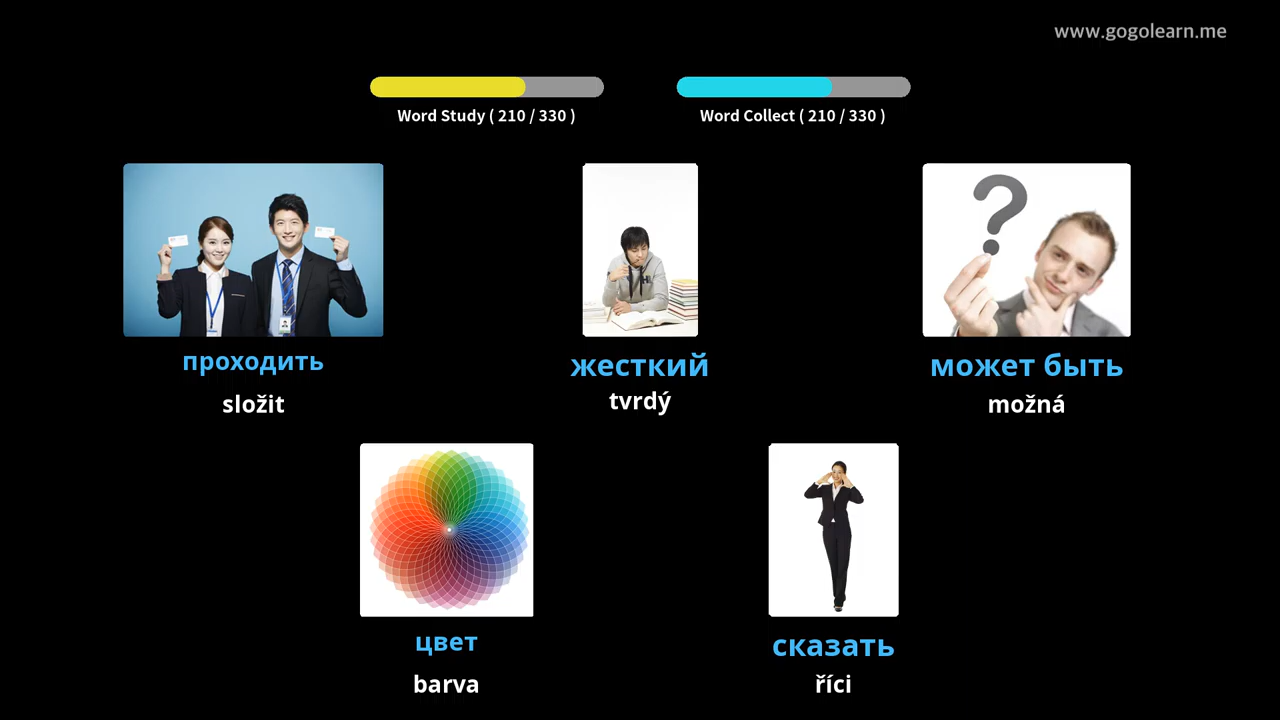 www.gogolearn.me
Word Study ( 210 / 330 )
Word Collect ( 210 / 330 )
проходить
složit
жесткий
tvrdý
может быть
možná
цвет
barva
сказать
říci